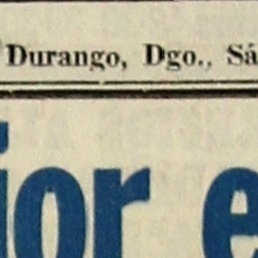 Durango, Dgo., Sá
ior e